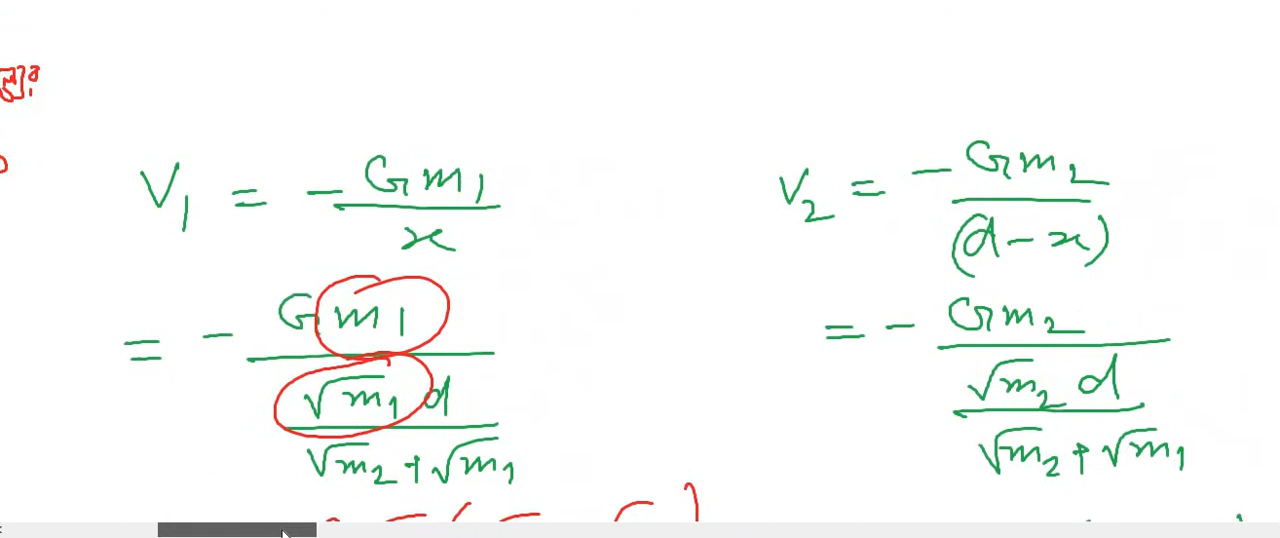 V₁ = - Gm₁ / x
V₂ = - Gm₂ / (d - x)
= - Gm₁ / (√m₁ d / (√m₂ + √m₁))
= - Gm₂ / (√m₂ d / (√m₂ + √m₁))